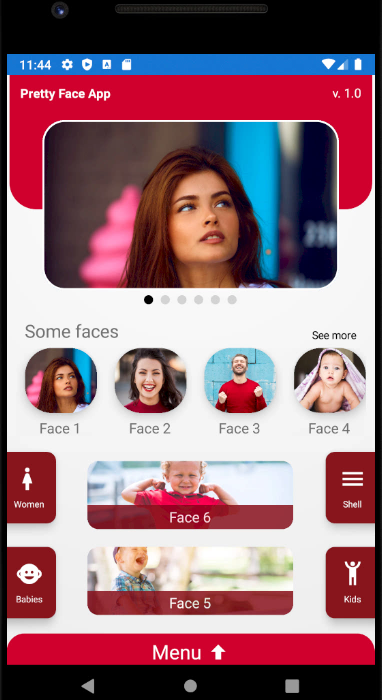 11:44
Pretty Face App
v. 1.0
Some faces
See more
Face 1
Face 2
Face 3
Face 4
Women
Face 6
Shell
Babies
Face 5
Kids
Menu